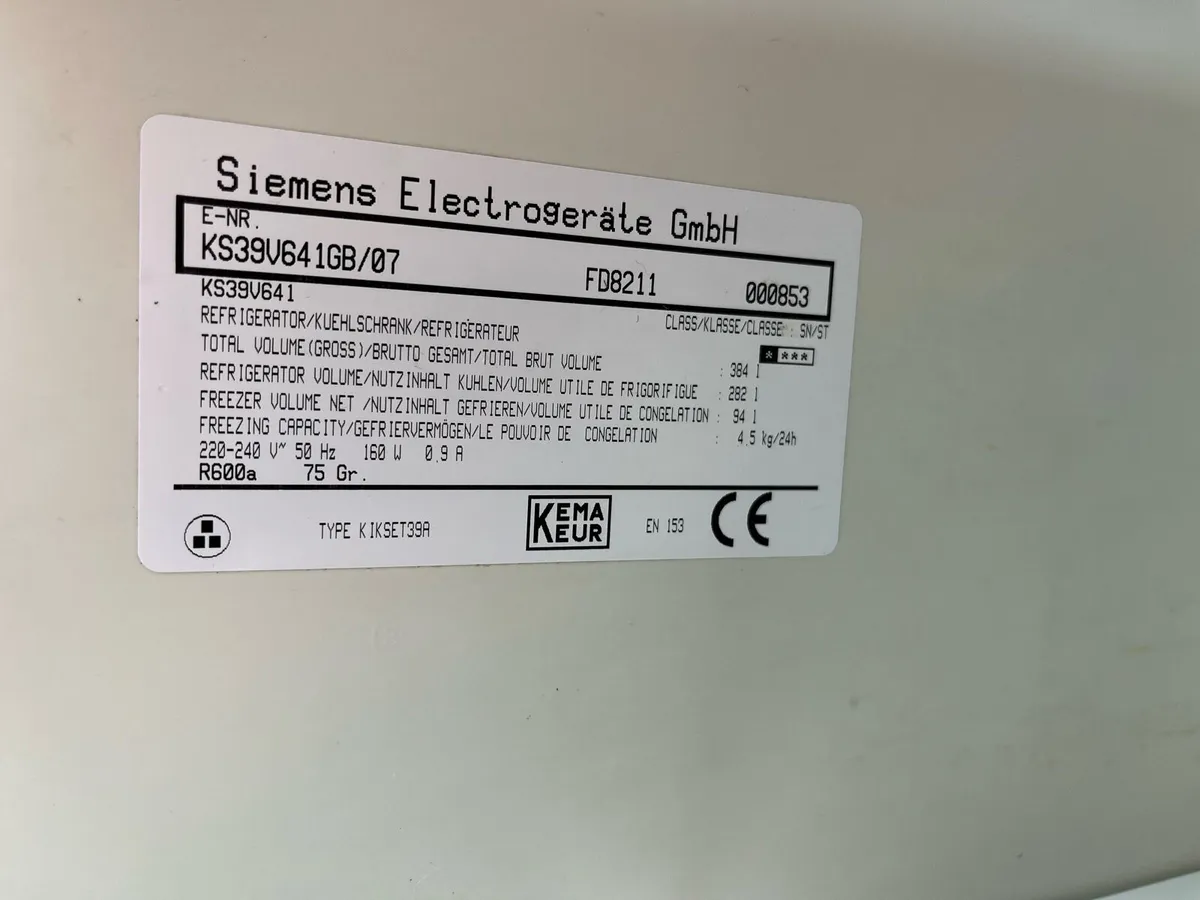 Siemens Electrogeräte GmbH
E-NR.
KS39V641GB/07 FD8211 000853
KS39V641
CLASS/KLASSE/CLASSE : SN/ST
REFRIGERATOR/KUEHLSCHRANK/REFRIGERATEUR
* ***
TOTAL VOLUME(GROSS)/BRUTTO GESAMT/TOTAL BRUT VOLUME : 384 l
REFRIGERATOR VOLUME/NUTZINHALT KUHLEN/VOLUME UTILE DE FRIGORIFIGUE : 282 l
FREEZER VOLUME NET /NUTZINHALT GEFRIEREN/VOLUME UTILE DE CONGELATION : 94 l
FREEZING CAPACITY/GEFRIERVERMÖGEN/LE POUVOIR DE CONGELATION : 4.5 kg/24h
220-240 V~ 50 Hz 160 W 0.9 A
R600a 75 Gr.
TYPE KIKSET39A
KEMA KEUR
EN 153
CE